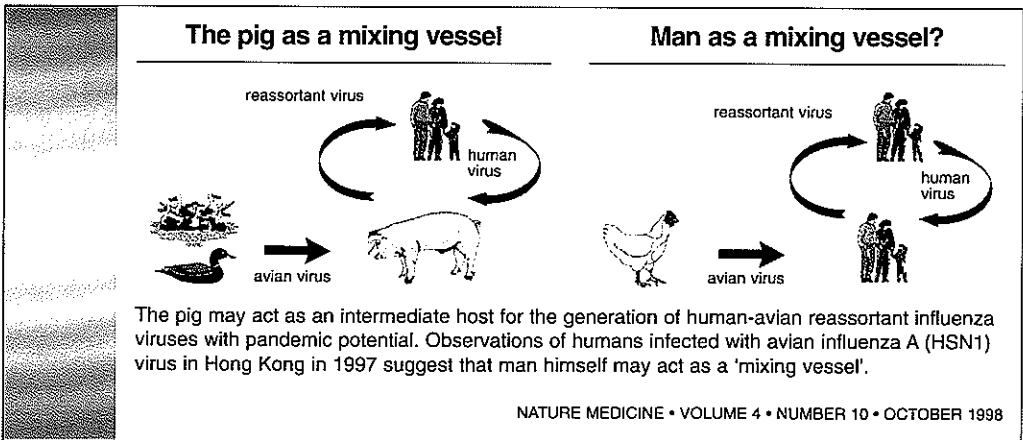 The pig as a mixing vessel
reassortant virus
human
virus
avian virus
Man as a mixing vessel?
reassortant virus
human
virus
avian virus
The pig may act as an intermediate host for the generation of human-avian reassortant influenza
viruses with pandemic potential. Observations of humans infected with avian influenza A (HSN1)
virus in Hong Kong in 1997 suggest that man himself may act as a 'mixing vessel'.
NATURE MEDICINE • VOLUME 4 • NUMBER 10 • OCTOBER 1998